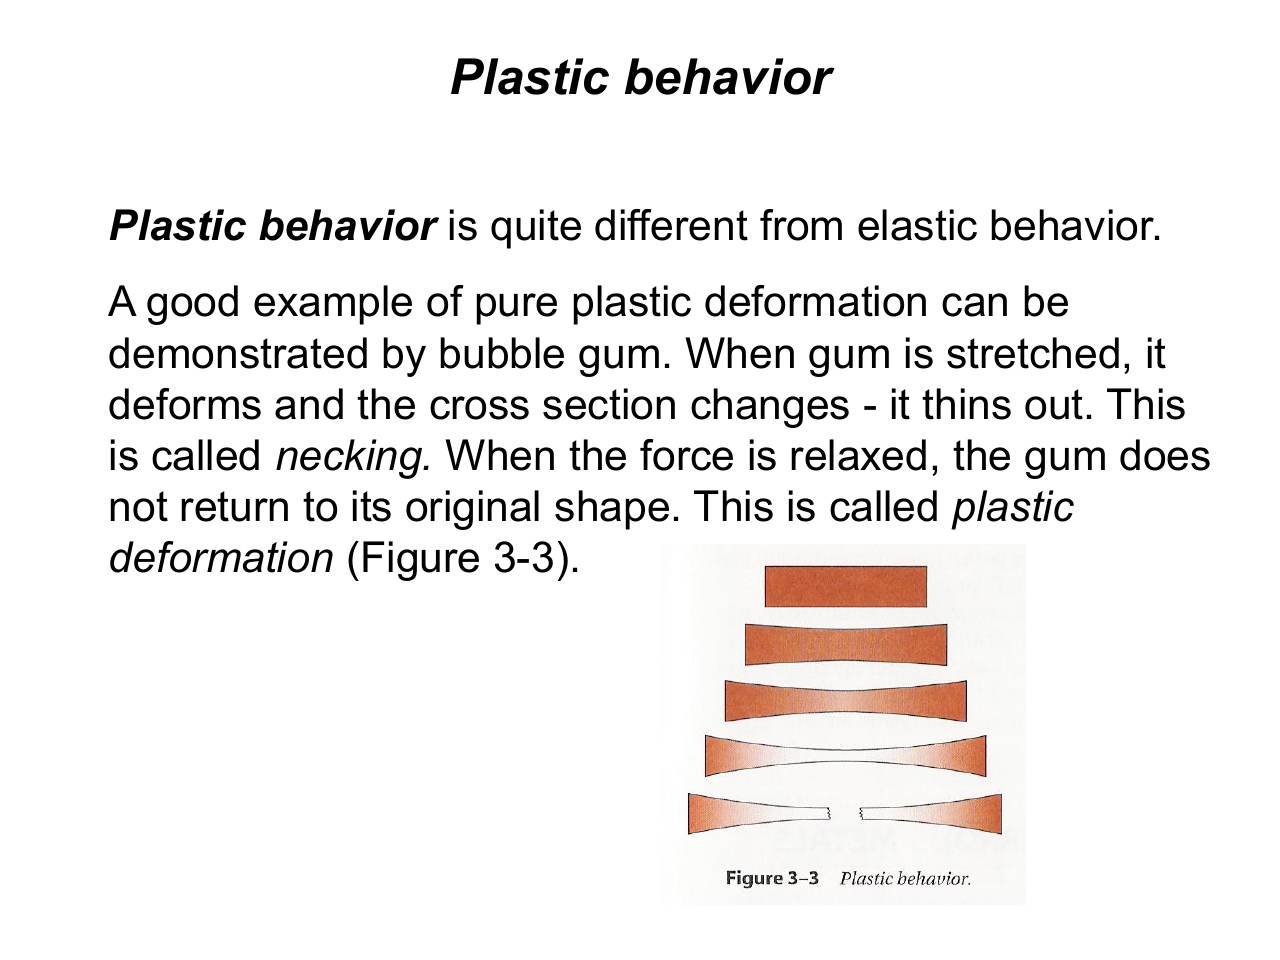 Plastic behavior
Plastic behavior is quite different from elastic behavior.
A good example of pure plastic deformation can be
demonstrated by bubble gum. When gum is stretched, it
deforms and the cross section changes - it thins out. This
is called necking. When the force is relaxed, the gum does
not return to its original shape. This is called plastic
deformation (Figure 3-3).
Figure 3–3 Plastic behavior.